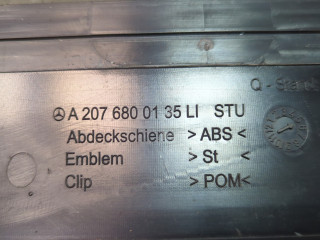 A 207 680 01 35 LI STU
Abdeckschiene >ABS<
Emblem >St<
Clip >POM<